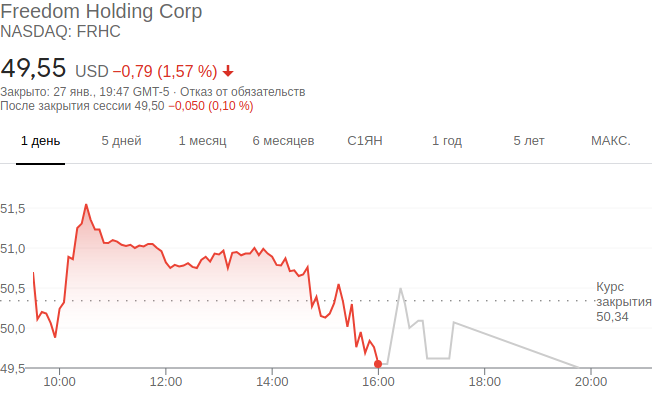 Freedom Holding Corp
NASDAQ: FRHC
49,55 USD −0,79 (1,57 %)
Закрыто: 27 янв., 19:47 GMT-5 · Отказ от обязательств
После закрытия сессии 49,50 −0,050 (0,10 %)
1 день 5 дней 1 месяц 6 месяцев С1ЯН 1 год 5 лет МАКС.
51,5
51,0
50,5
50,0
49,5
Курс
закрытия
50,34
10:00 12:00 14:00 16:00 18:00 20:00